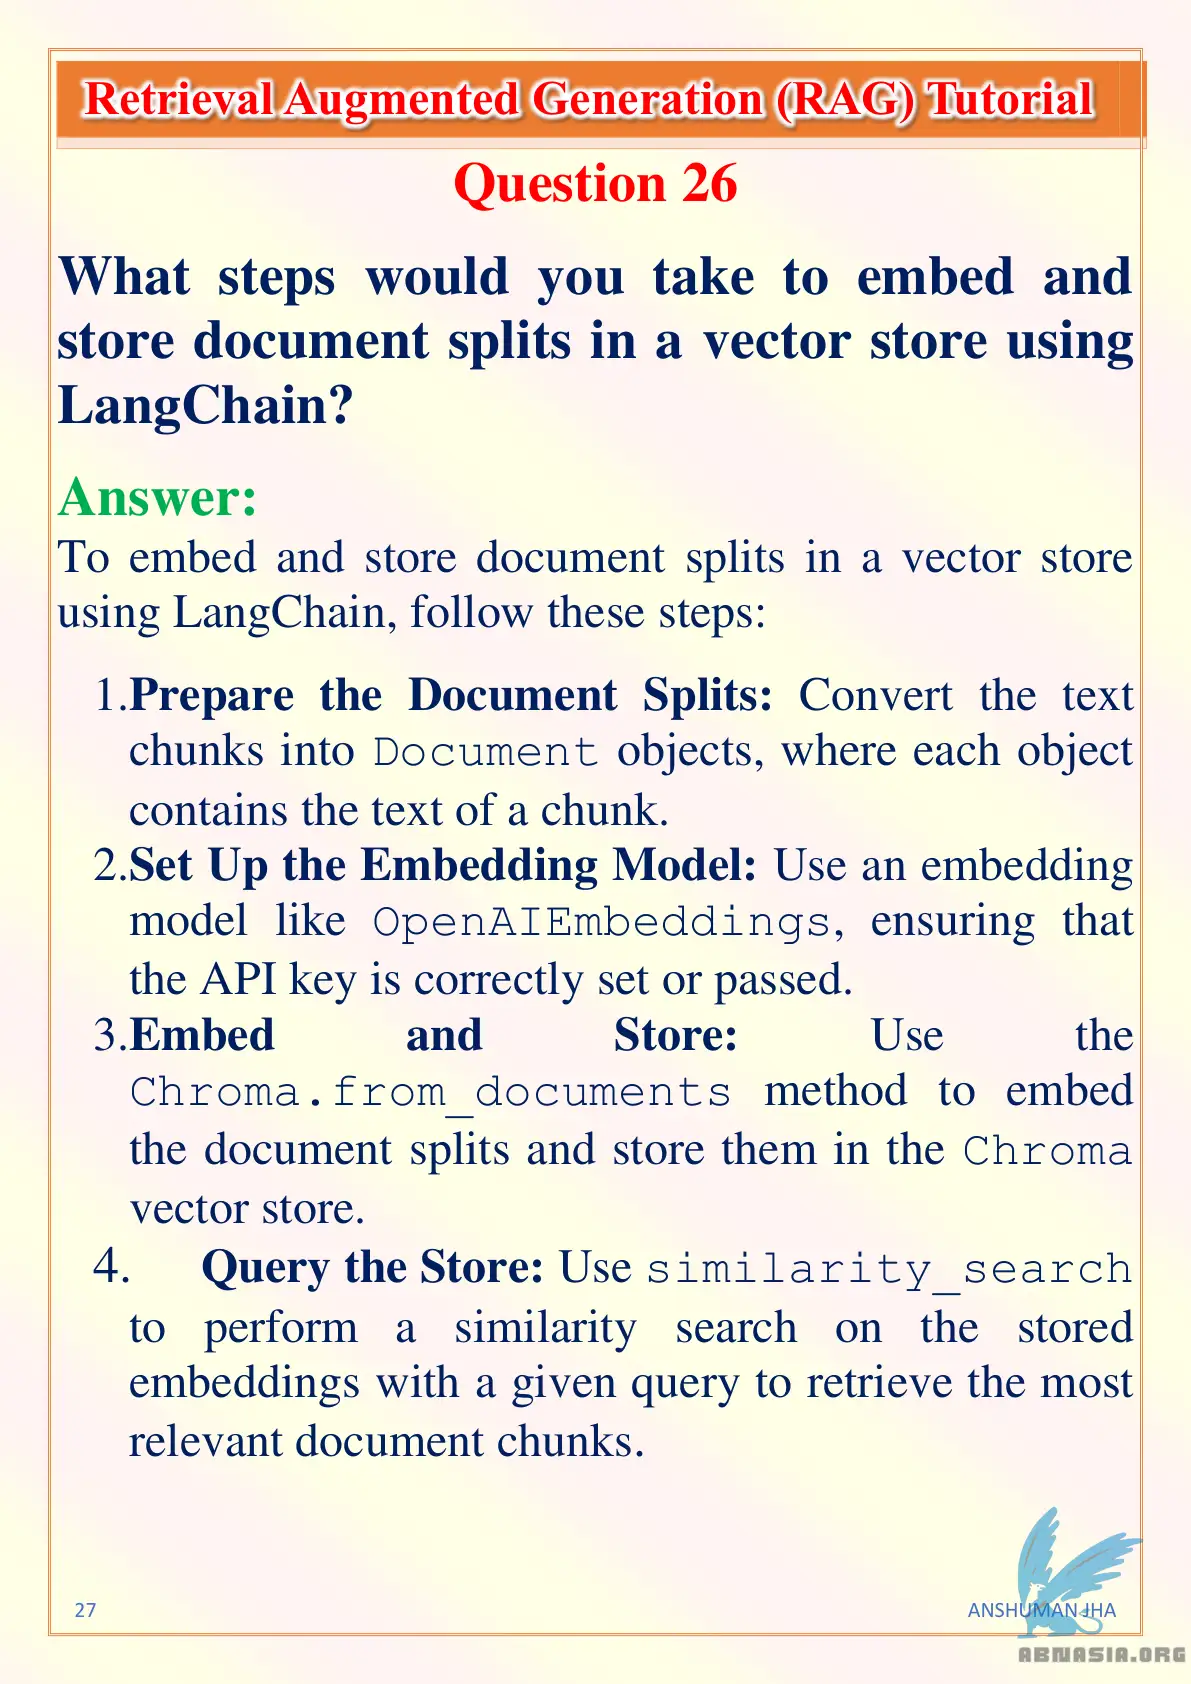 Retrieval Augmented Generation (RAG) Tutorial
Question 26
What steps would you take to embed and
store document splits in a vector store using
LangChain?
Answer:
To embed and store document splits in a vector store
using LangChain, follow these steps:
1.Prepare the Document Splits: Convert the text
chunks into Document objects, where each object
contains the text of a chunk.
2.Set Up the Embedding Model: Use an embedding
model like OpenAIEmbeddings, ensuring that
the API key is correctly set or passed.
3.Embed and Store: Use the
Chroma.from_documents method to embed
the document splits and store them in the Chroma
vector store.
4. Query the Store: Use similarity_search
to perform a similarity search on the stored
embeddings with a given query to retrieve the most
relevant document chunks.
27
ANSHUMAN JHA
ABNASIA.ORG